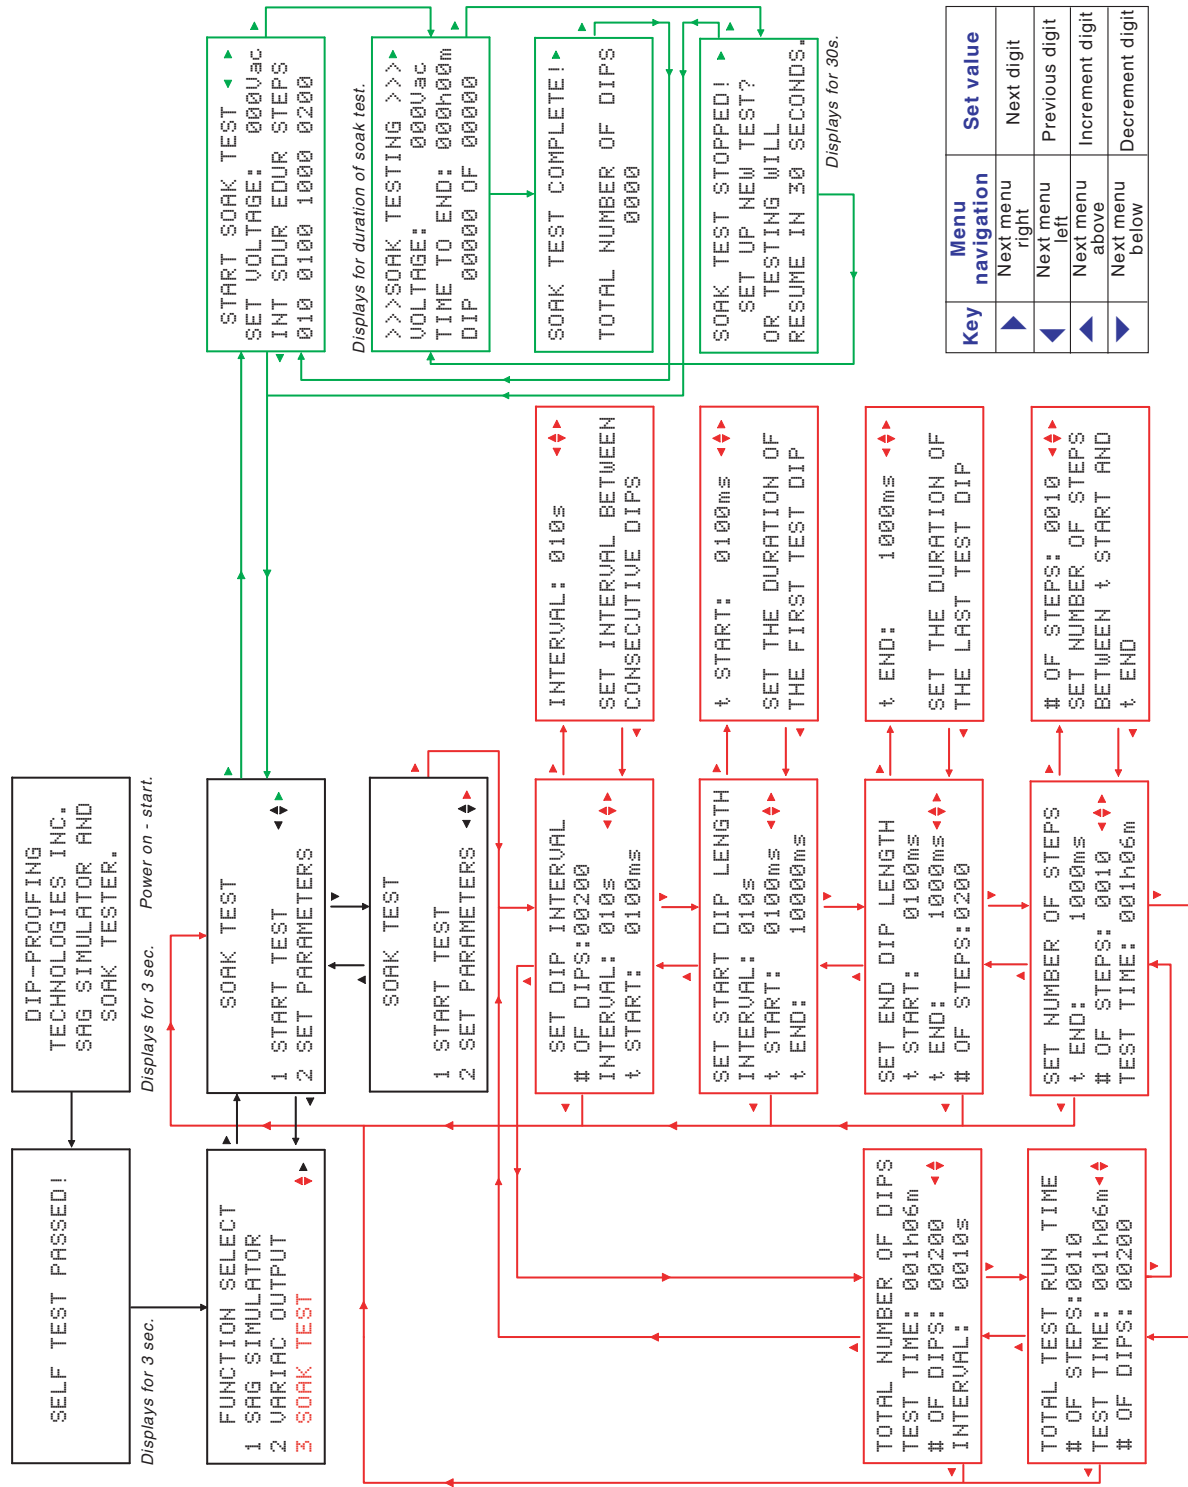 DIP-PROOFING
TECHNOLOGIES INC.
SAG SIMULATOR AND
SOAK TESTER.
Displays for 3 sec.
Power on - start.
SELF TEST PASSED!
Displays for 3 sec.
FUNCTION SELECT
1 SAG SIMULATOR
2 VARIAC OUTPUT
3 SOAK TEST
SOAK TEST
1 START TEST
2 SET PARAMETERS
SOAK TEST
1 START TEST
2 SET PARAMETERS
START SOAK TEST
SET VOLTAGE: 000Vac
INT SDUR EDUR STEPS
010 0100 1000 0200
Displays for duration of soak test.
>>>SOAK TESTING >>>
VOLTAGE: 000Vac
TIME TO END: 000h00m
DIP 00000 OF 00000
SOAK TEST COMPLETE!
TOTAL NUMBER OF DIPS
0000
SOAK TEST STOPPED!
SET UP NEW TEST?
OR TESTING WILL
RESUME IN 30 SECONDS.
Displays for 30s.
SET DIP INTERVAL
# OF DIPS:00200
INTERVAL: 010s
t START: 0100ms
INTERVAL: 010s
SET INTERVAL BETWEEN
CONSECUTIVE DIPS
SET START DIP LENGTH
INTERVAL: 010s
t START: 0100ms
t END: 10000ms
t START: 0100ms
SET THE DURATION OF
THE FIRST TEST DIP
SET END DIP LENGTH
t START: 0100ms
t END: 1000ms
# OF STEPS:0200
t END: 1000ms
SET THE DURATION OF
THE LAST TEST DIP
SET NUMBER OF STEPS
t END: 1000ms
# OF STEPS: 0010
TEST TIME: 001h06m
# OF STEPS: 0010
SET NUMBER OF STEPS
BETWEEN t START AND
t END
TOTAL NUMBER OF DIPS
TEST TIME: 001h06m
# OF DIPS: 00200
INTERVAL: 0010s
TOTAL TEST RUN TIME
# OF STEPS:0010
TEST TIME: 001h06m
# OF DIPS: 00200
Key Menu navigation Set value
Next menu right Next digit
Next menu left Previous digit
Next menu above Increment digit
Next menu below Decrement digit